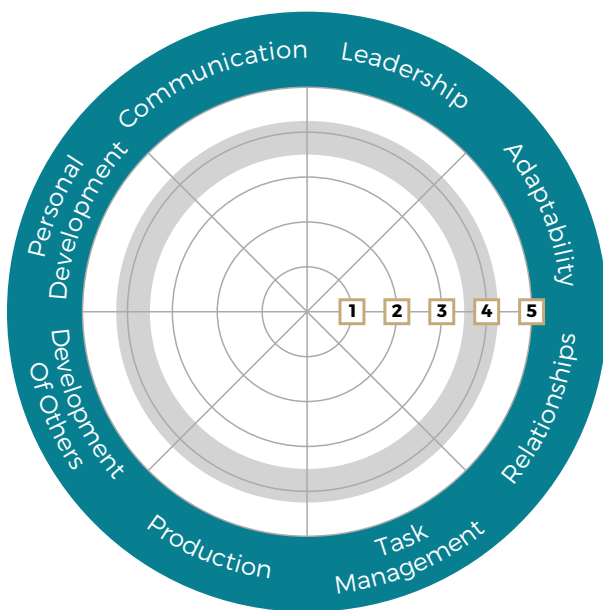 Communication
Leadership
Personal
Development
Adaptability
1 2 3 4 5
Development
Of Others
Relationships
Production
Task
Management